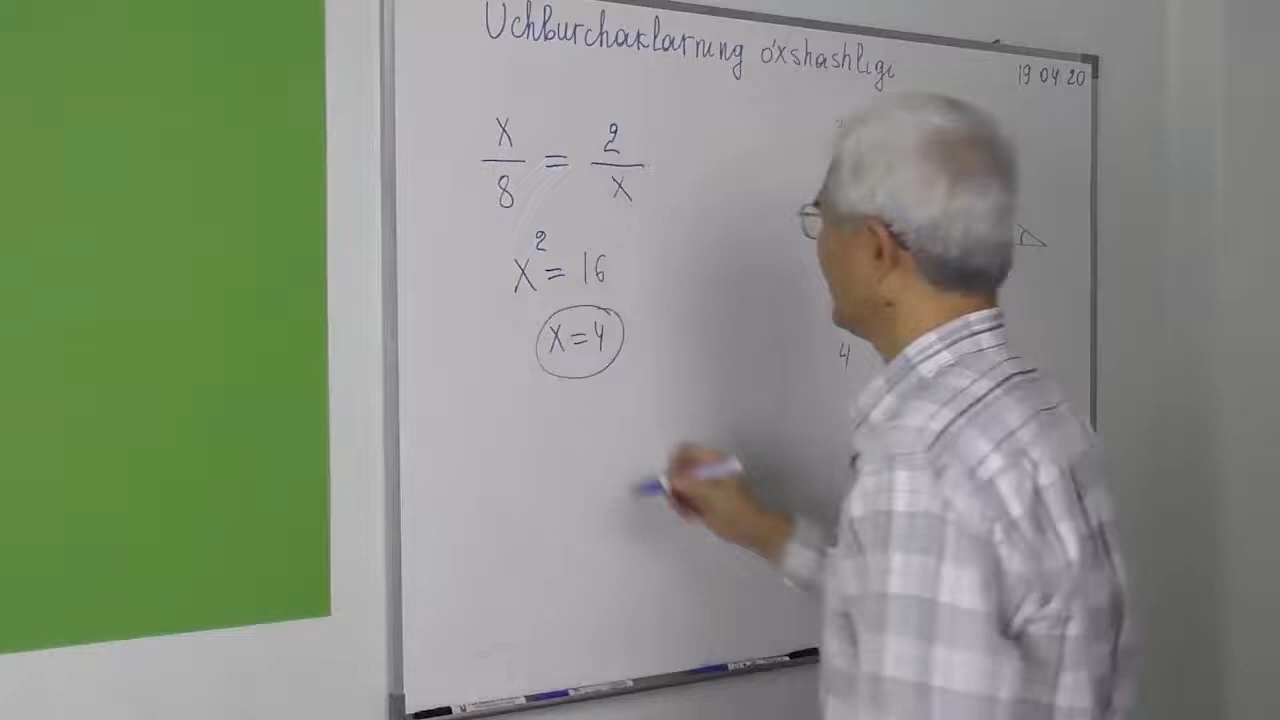 Uchburchaklarning o'xshashligi
19 04 20
x/8 = 2/x
x² = 16
x = 4
4